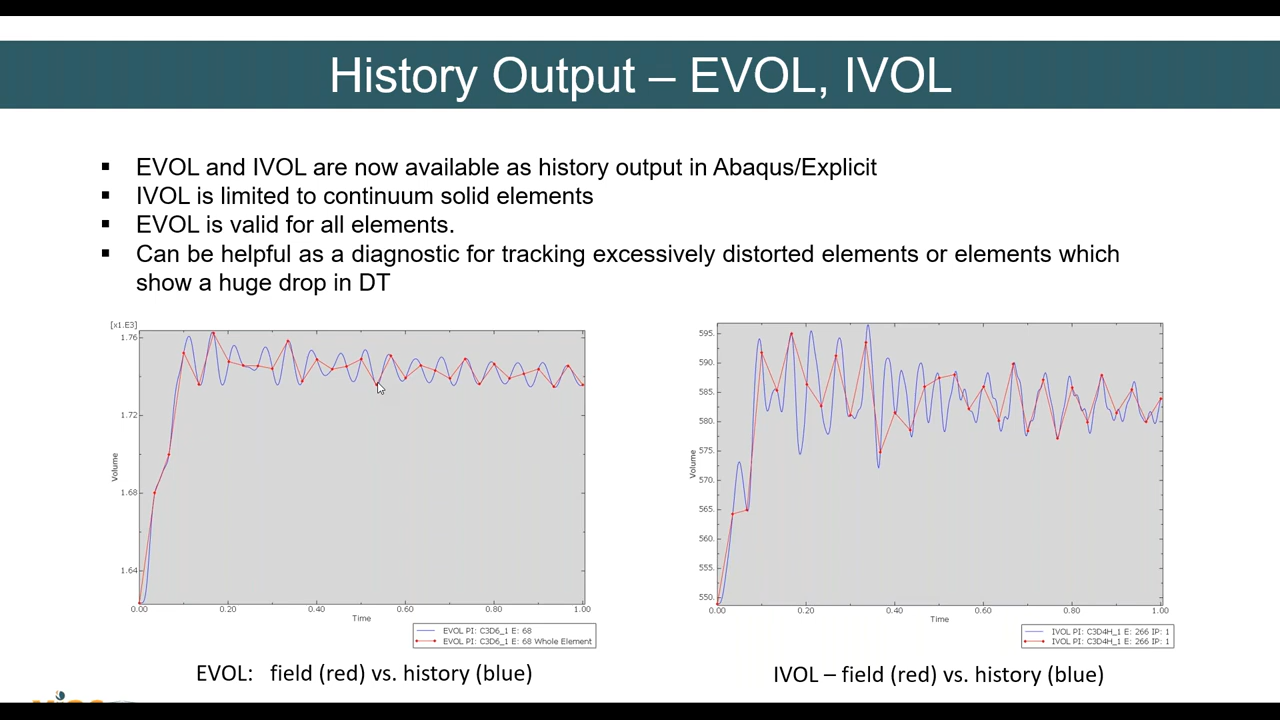 History Output – EVOL, IVOL
▪ EVOL and IVOL are now available as history output in Abaqus/Explicit
▪ IVOL is limited to continuum solid elements
▪ EVOL is valid for all elements.
▪ Can be helpful as a diagnostic for tracking excessively distorted elements or elements which
show a huge drop in DT
[x1.E3]
1.76
1.72
1.68
1.64
Volume
0.00 0.20 0.40 0.60 0.80 1.00
Time
EVOL PI: C3D6_1 E: 68
EVOL PI: C3D6_1 E: 68 Whole Element
EVOL: field (red) vs. history (blue)
595.
590.
585.
580.
575.
570.
565.
560.
555.
550.
Volume
0.00 0.20 0.40 0.60 0.80 1.00
Time
IVOL PI: C3D4H_1 E: 266 IP: 1
IVOL PI: C3D4H_1 E: 266 IP: 1
IVOL – field (red) vs. history (blue)